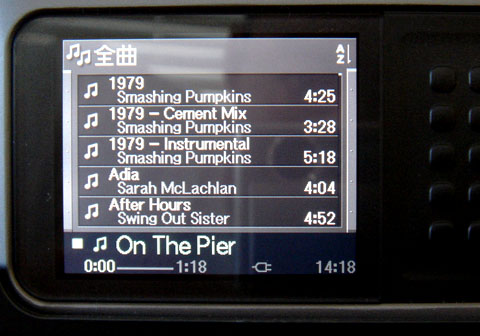 全曲 A Z
1979
Smashing Pumpkins 4:25
1979 - Cement Mix
Smashing Pumpkins 3:28
1979 - Instrumental
Smashing Pumpkins 5:18
Adia
Sarah McLachlan 4:04
After Hours
Swing Out Sister 4:52
On The Pier
0:00 1:18 14:18